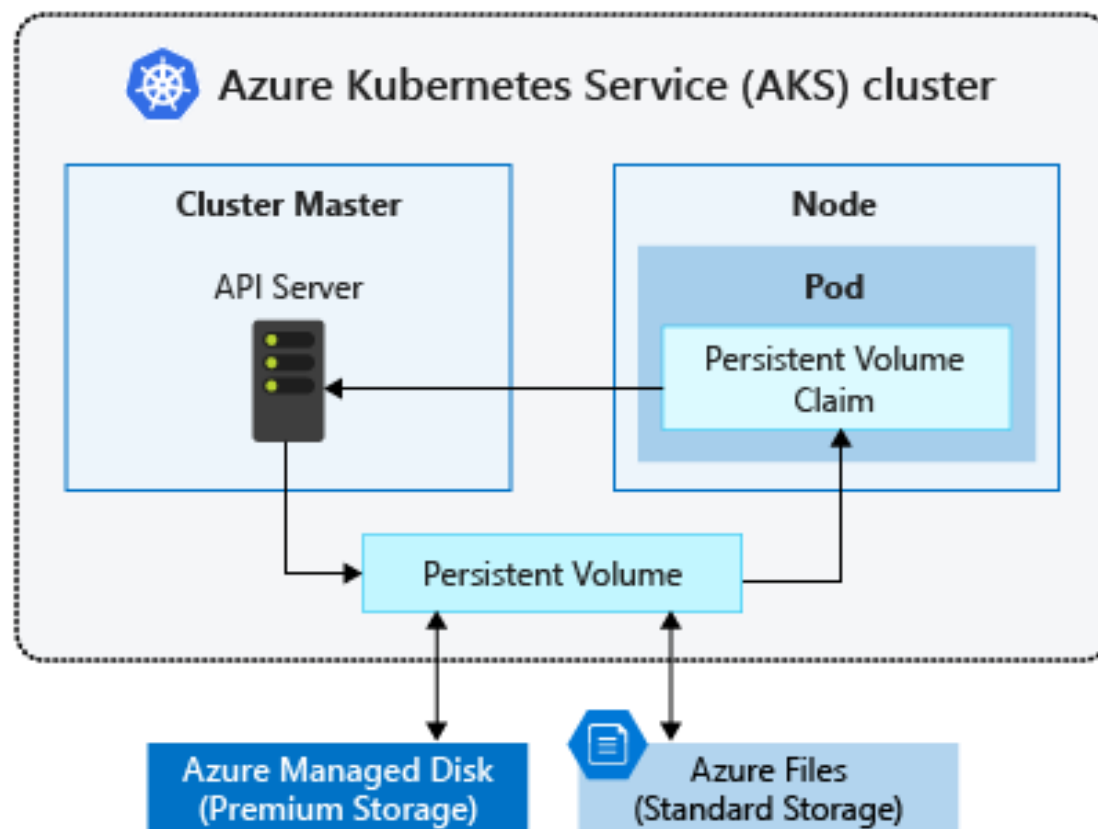 Azure Kubernetes Service (AKS) cluster
Cluster Master
API Server
Node
Pod
Persistent Volume
Claim
Persistent Volume
Azure Managed Disk
(Premium Storage)
Azure Files
(Standard Storage)